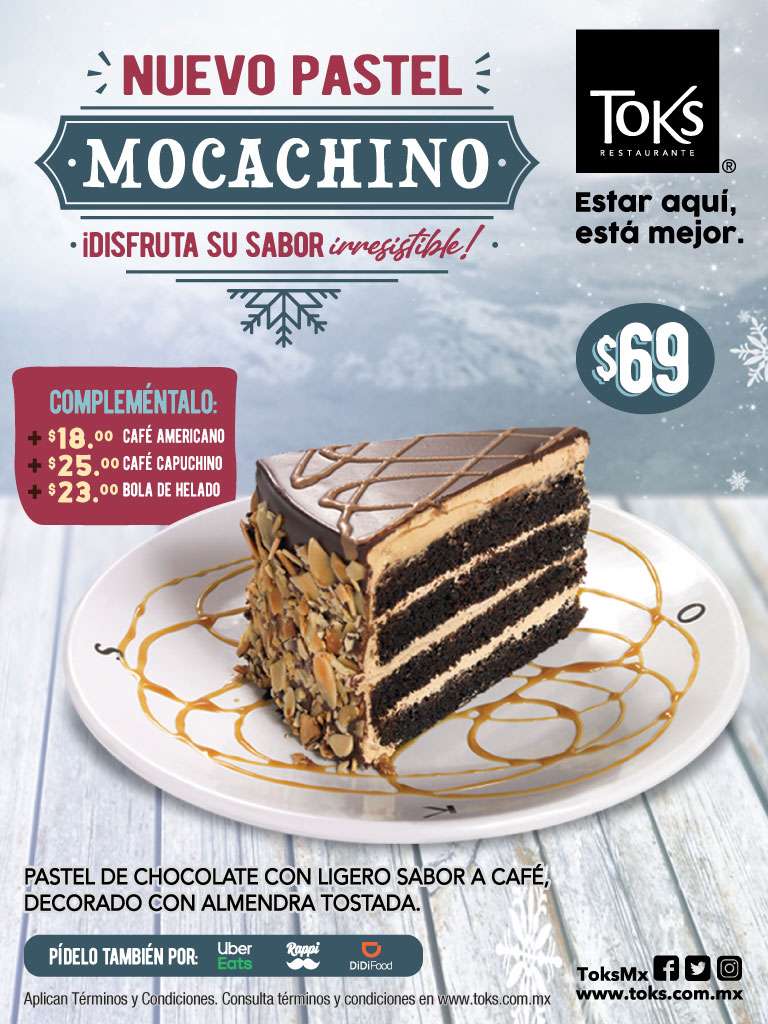 NUEVO PASTEL
MOCACHINO
¡DISFRUTA SU SABOR irresistible!
TOKS
RESTAURANTE
®
Estar aquí,
está mejor.
$69
COMPLEMÉNTALO:
+ $18.00 CAFÉ AMERICANO
+ $25.00 CAFÉ CAPUCHINO
+ $23.00 BOLA DE HELADO
S
O
K
PASTEL DE CHOCOLATE CON LIGERO SABOR A CAFÉ,
DECORADO CON ALMENDRA TOSTADA.
PÍDELO TAMBIÉN POR: Uber Eats Rappi DiDiFood
ToksMx
www.toks.com.mx
Aplican Términos y Condiciones. Consulta términos y condiciones en www.toks.com.mx